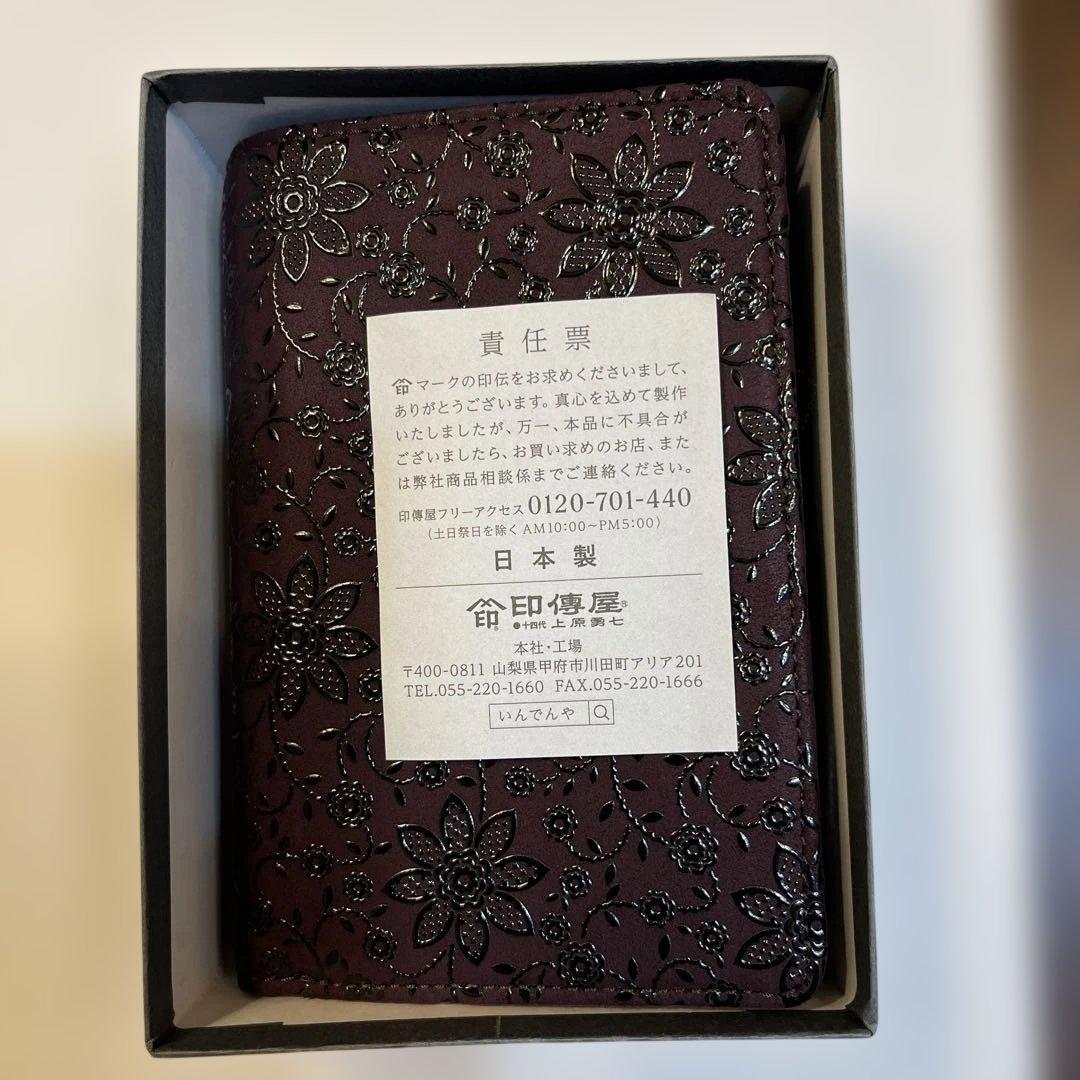 責任票
印マークの印伝をお求めくださいまして、
ありがとうございます。真心を込めて製作
いたしましたが、万一、本品に不具合が
ございましたら、お買い求めのお店、また
は弊社商品相談係までご連絡ください。
印傳屋フリーアクセス 0120-701-440
(土日祭日を除く AM10:00~PM5:00)
日本製
印 印傳屋®
●十四代 上原勇七
本社・工場
〒400-0811 山梨県甲府市川田町アリア201
TEL.055-220-1660 FAX.055-220-1666
いんでんや